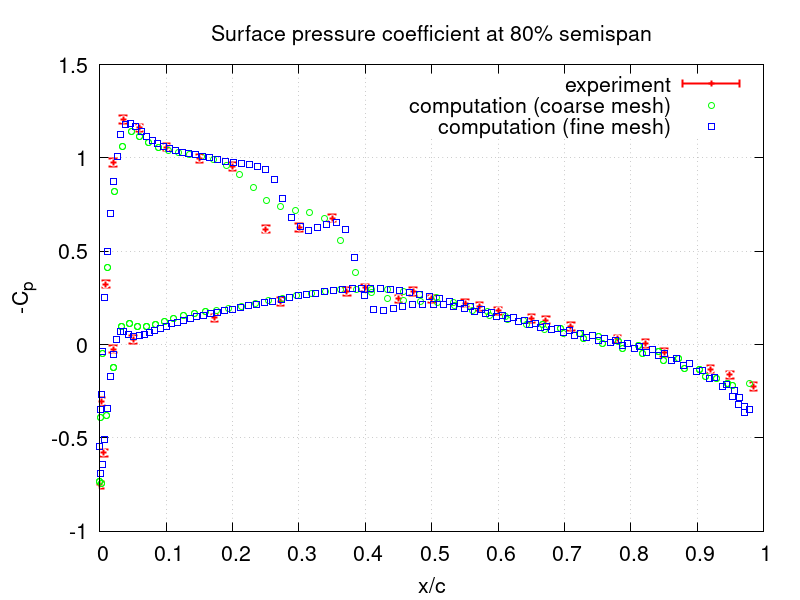 Surface pressure coefficient at 80% semispan
1.5
experiment
computation (coarse mesh)
computation (fine mesh)
1
0.5
-Cp
0
-0.5
-1
0 0.1 0.2 0.3 0.4 0.5 0.6 0.7 0.8 0.9 1
x/c